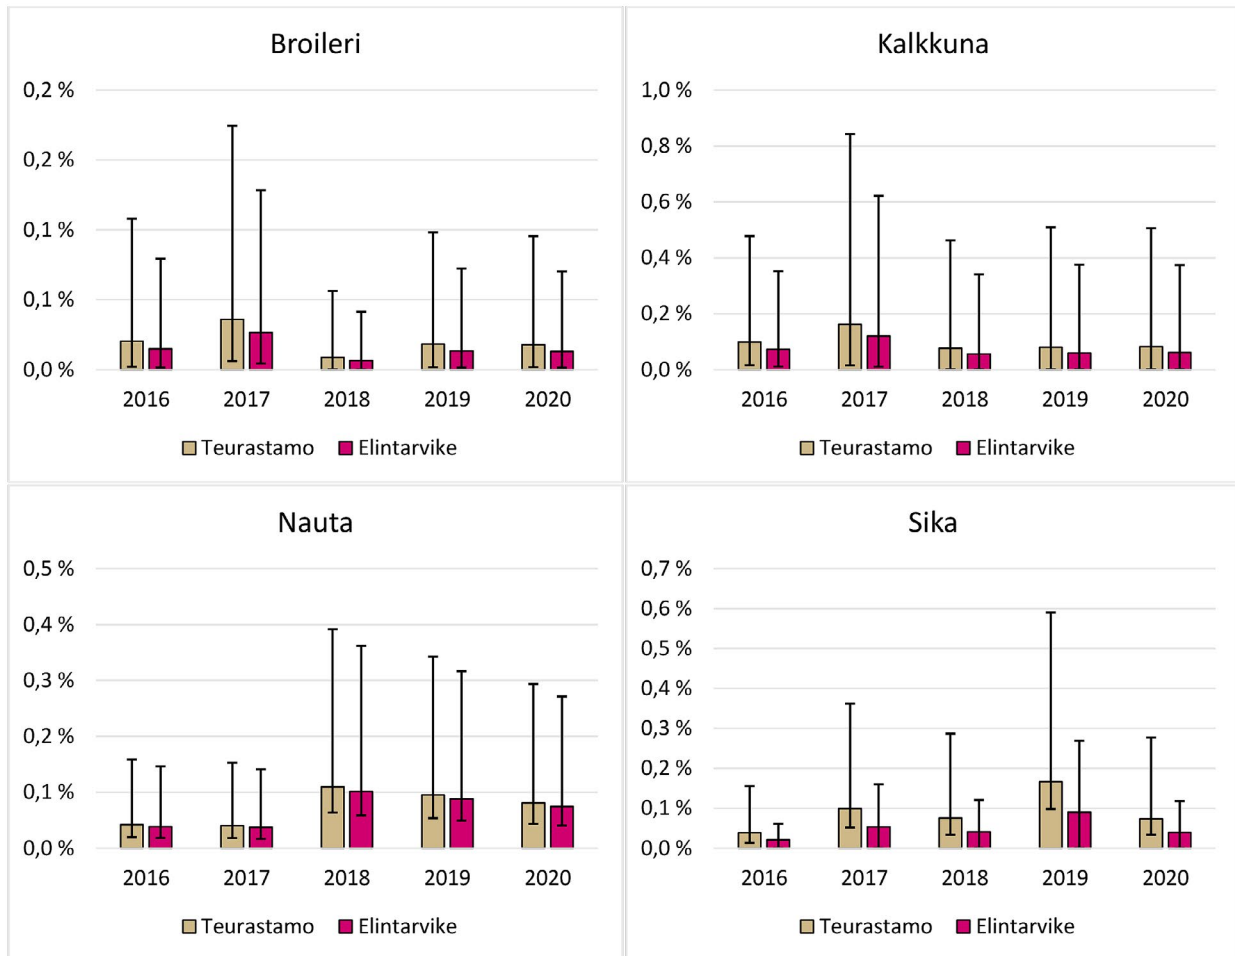 Broileri
0,2 %
0,2 %
0,1 %
0,1 %
0,0 %
2016 2017 2018 2019 2020
Teurastamo Elintarvike
Kalkkuna
1,0 %
0,8 %
0,6 %
0,4 %
0,2 %
0,0 %
2016 2017 2018 2019 2020
Teurastamo Elintarvike
Nauta
0,5 %
0,4 %
0,3 %
0,2 %
0,1 %
0,0 %
2016 2017 2018 2019 2020
Teurastamo Elintarvike
Sika
0,7 %
0,6 %
0,5 %
0,4 %
0,3 %
0,2 %
0,1 %
0,0 %
2016 2017 2018 2019 2020
Teurastamo Elintarvike